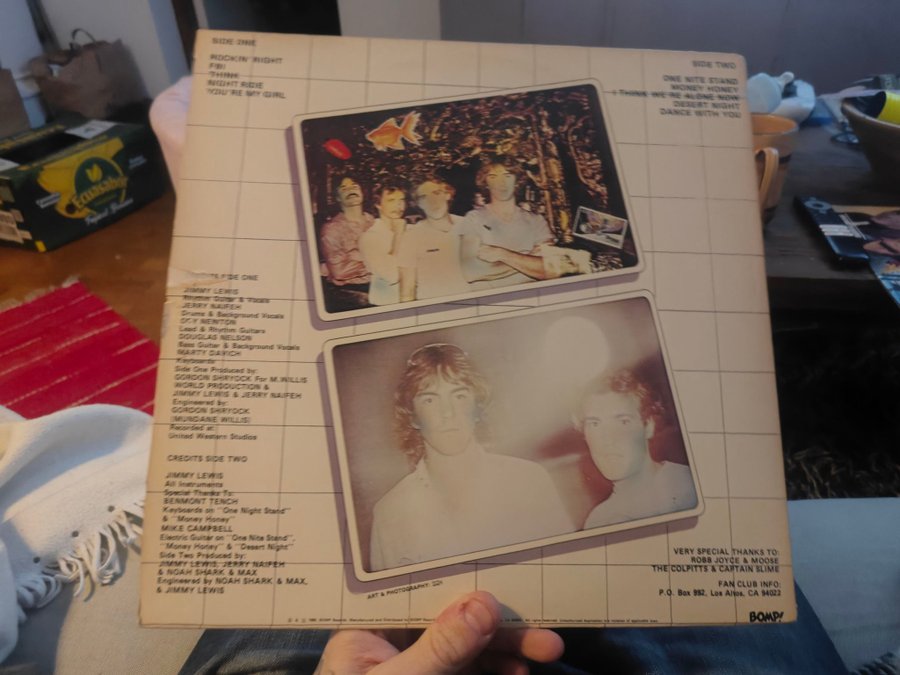 SIDE ONE
ROCKIN' RIGHT
FBI
THINK
NIGHT RIDE
YOU'RE MY GIRL
SIDE TWO
ONE NITE STAND
MONEY HONEY
I THINK WE'RE ALONE NOW
DESERT NIGHT
DANCE WITH YOU
CREDITS SIDE ONE
JIMMY LEWIS
Rhythm Guitar & Vocals
JERRY NAIFEH
Drums & Background Vocals
NEWTON
Lead & Rhythm Guitars
DOUGLAS NELSON
Bass Guitar & Background Vocals
MARTY DAVICH
Keyboards
Side One Produced by:
GORDON SHRYOCK For M.WILLIS
WORLD PRODUCTION &
JIMMY LEWIS & JERRY NAIFEH
Engineered by:
GORDON SHRYOCK
(MUNDANE WILLIS)
Recorded at:
United Western Studios
CREDITS SIDE TWO
JIMMY LEWIS
All Instruments
Special Thanks To:
BENMONT TENCH
Keyboards on "One Night Stand"
& "Money Honey"
MIKE CAMPBELL
Electric Guitar on "One Nite Stand",
"Money Honey" & "Desert Night"
Side Two Produced by:
JIMMY LEWIS, JERRY NAIFEH
& NOAH SHARK & MAX
Engineered by NOAH SHARK & MAX,
& JIMMY LEWIS
ART & PHOTOGRAPHY:
VERY SPECIAL THANKS TO:
ROBB JOYCE & MOOSE
THE COLPITTS & CAPTAIN SLIME
FAN CLUB INFO:
P.O. Box 992, Los Altos, CA 94022
BOMP!